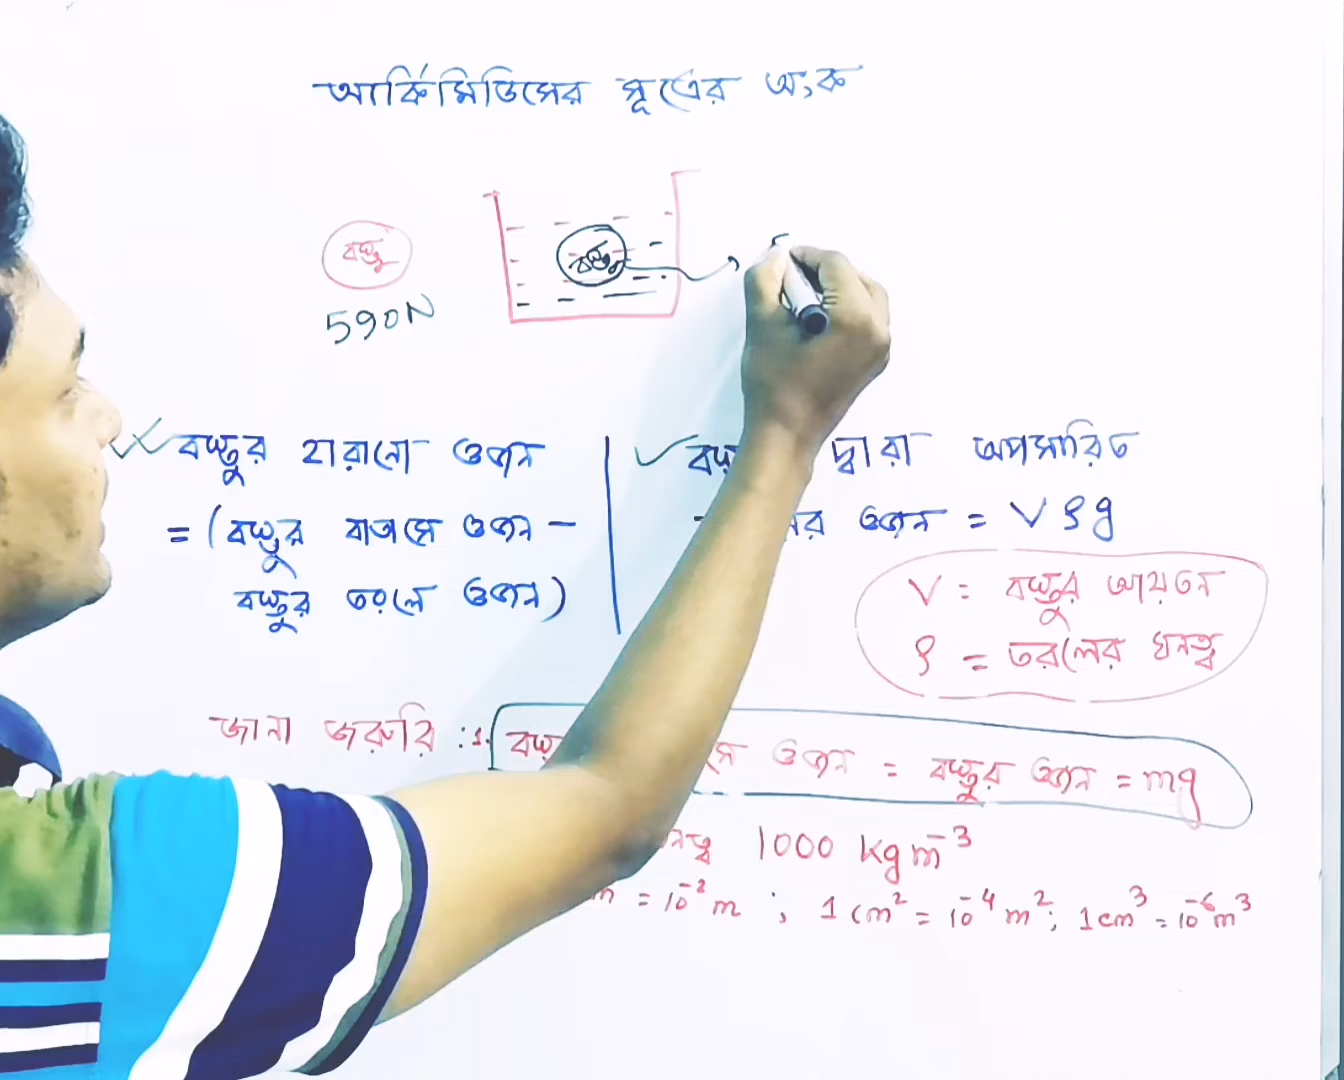 আর্কিমিডিসের সূত্রের অংক
বস্তু
বস্তু
590N
বস্তুর হারানো ওজন
= (বস্তুর বাতাসে ওজন -
বস্তুর তরলে ওজন)
দ্বারা অপসারিত
ওজন = Vρg
V = বস্তুর আয়তন
ρ = তরলের ঘনত্ব
জানা জরুরি : 1. ওজন = বস্তুর ওজন = mg
1000 kgm⁻³
= 10⁻² m ; 1 cm² = 10⁻⁴ m² ; 1 cm³ = 10⁻⁶ m³